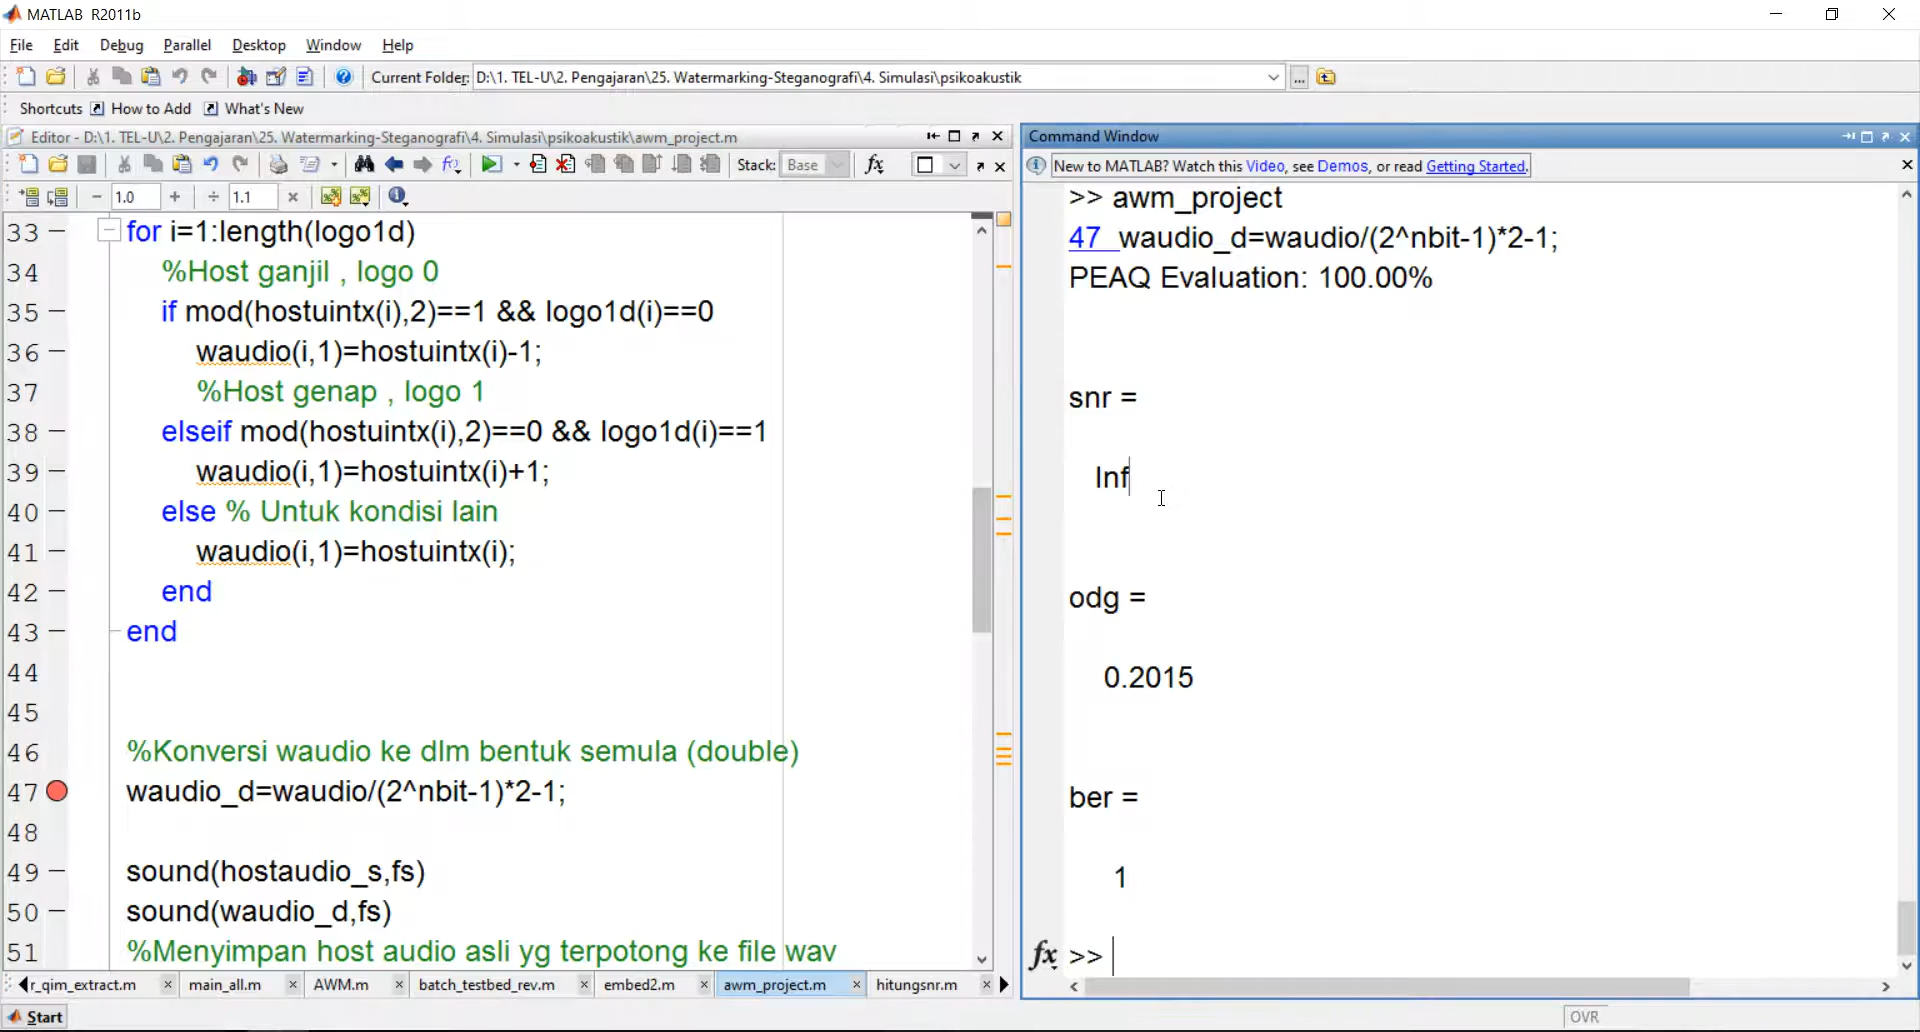 MATLAB R2011b
File Edit Debug Parallel Desktop Window Help
Current Folder: D:\1. TEL-U\2. Pengajaran\25. Watermarking-Steganografi\4. Simulasi\psikoakustik
Shortcuts How to Add What's New
Editor - D:\1. TEL-U\2. Pengajaran\25. Watermarking-Steganografi\4. Simulasi\psikoakustik\awm_project.m
Stack: Base fx
− 1.0 + ÷ 1.1 ×
33 for i=1:length(logo1d)
34 %Host ganjil , logo 0
35 if mod(hostuintx(i),2)==1 && logo1d(i)==0
36 waudio(i,1)=hostuintx(i)-1;
37 %Host genap , logo 1
38 elseif mod(hostuintx(i),2)==0 && logo1d(i)==1
39 waudio(i,1)=hostuintx(i)+1;
40 else % Untuk kondisi lain
41 waudio(i,1)=hostuintx(i);
42 end
43 end
44
45
46 %Konversi waudio ke dlm bentuk semula (double)
47 waudio_d=waudio/(2^nbit-1)*2-1;
48
49 sound(hostaudio_s,fs)
50 sound(waudio_d,fs)
51 %Menyimpan host audio asli yg terpotong ke file wav
r_qim_extract.m main_all.m AWM.m batch_testbed_rev.m embed2.m awm_project.m hitungsnr.m
Command Window
New to MATLAB? Watch this Video, see Demos, or read Getting Started.
>> awm_project
47 waudio_d=waudio/(2^nbit-1)*2-1;
PEAQ Evaluation: 100.00%
snr =
Inf
odg =
0.2015
ber =
1
fx >>
Start
OVR